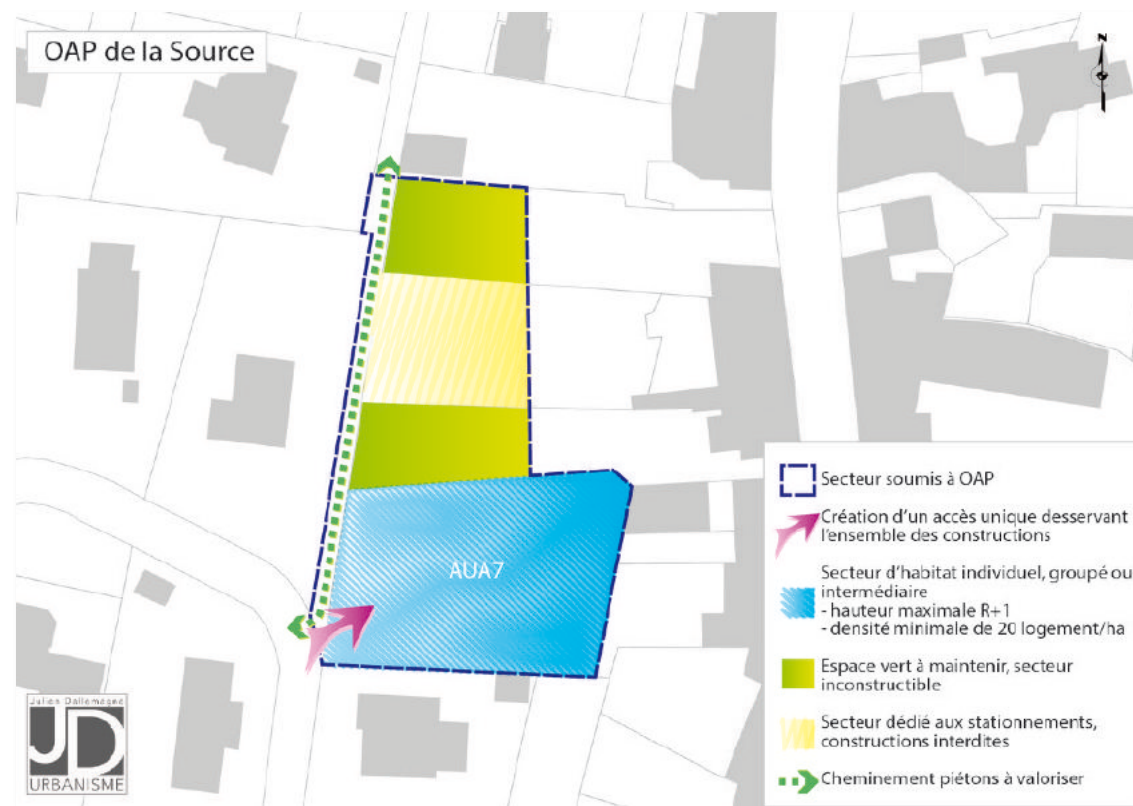 OAP de la Source
N
AUA7
Secteur soumis à OAP
Création d'un accès unique desservant
l'ensemble des constructions
Secteur d'habitat individuel, groupé ou
intermédiaire
- hauteur maximale R+1
- densité minimale de 20 logement/ha
Espace vert à maintenir, secteur
inconstructible
Secteur dédié aux stationnements,
constructions interdites
Cheminement piétons à valoriser
Julien Dallemagne
JD
URBANISME